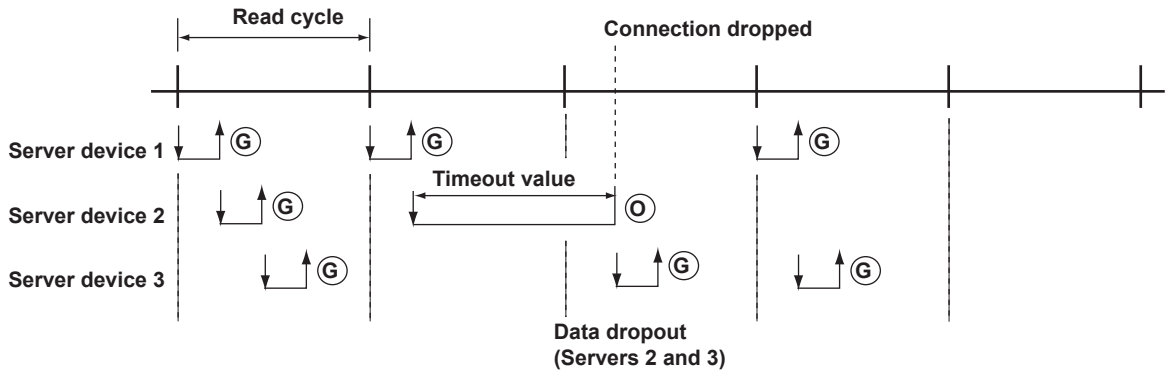 Read cycle
Connection dropped
Server device 1 G G G
Timeout value
Server device 2 G O
Server device 3 G G G
Data dropout
(Servers 2 and 3)